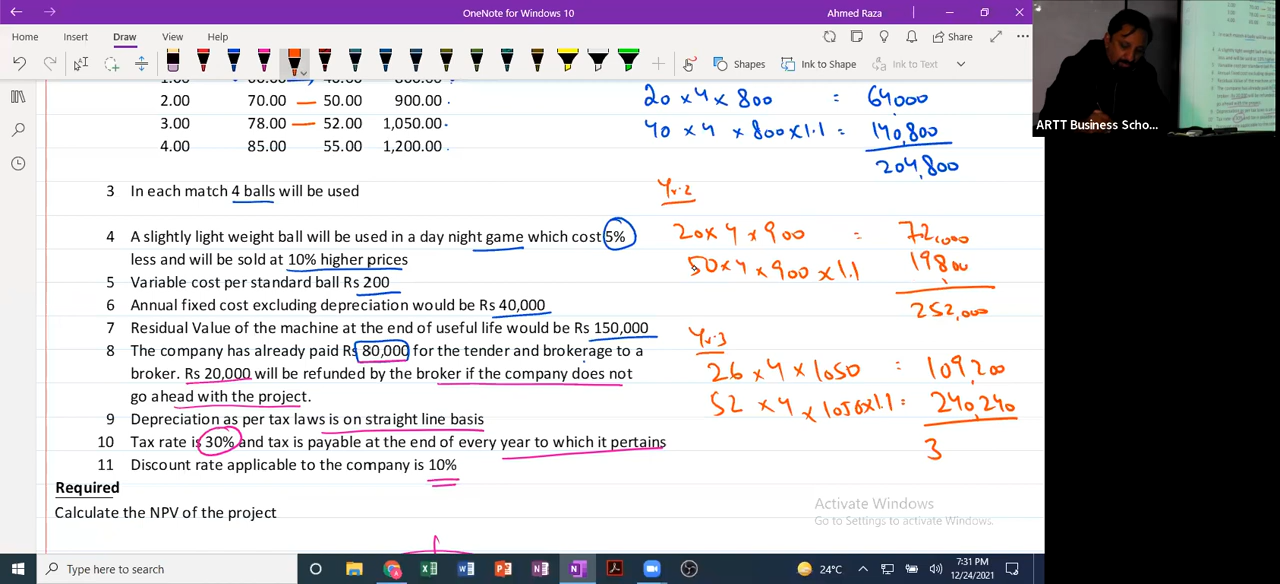 OneNote for Windows 10
Ahmed Raza
Home Insert Draw View Help
Share
Shapes Ink to Shape Ink to Text
2.00 70.00 50.00 900.00
3.00 78.00 52.00 1,050.00
4.00 85.00 55.00 1,200.00
3 In each match 4 balls will be used
4 A slightly light weight ball will be used in a day night game which cost 5%
less and will be sold at 10% higher prices
5 Variable cost per standard ball Rs 200
6 Annual fixed cost excluding depreciation would be Rs 40,000
7 Residual Value of the machine at the end of useful life would be Rs 150,000
8 The company has already paid Rs 80,000 for the tender and brokerage to a
broker. Rs 20,000 will be refunded by the broker if the company does not
go ahead with the project.
9 Depreciation as per tax laws is on straight line basis
10 Tax rate is 30% and tax is payable at the end of every year to which it pertains
11 Discount rate applicable to the company is 10%
Required
Calculate the NPV of the project
20 x 4 x 800 = 64,000
40 x 4 x 800 x 1.1 = 140,800
204,800
Yr.2
20 x 4 x 900 = 72,000
50 x 4 x 900 x 1.1 19800
252,000
Yr.3
26 x 4 x 1050 = 109,200
52 x 4 x 1050 x 1.1 = 240,240
3
Activate Windows
Go to Settings to activate Windows.
ARTT Business Scho...
Type here to search
24°C
7:31 PM
12/24/2021